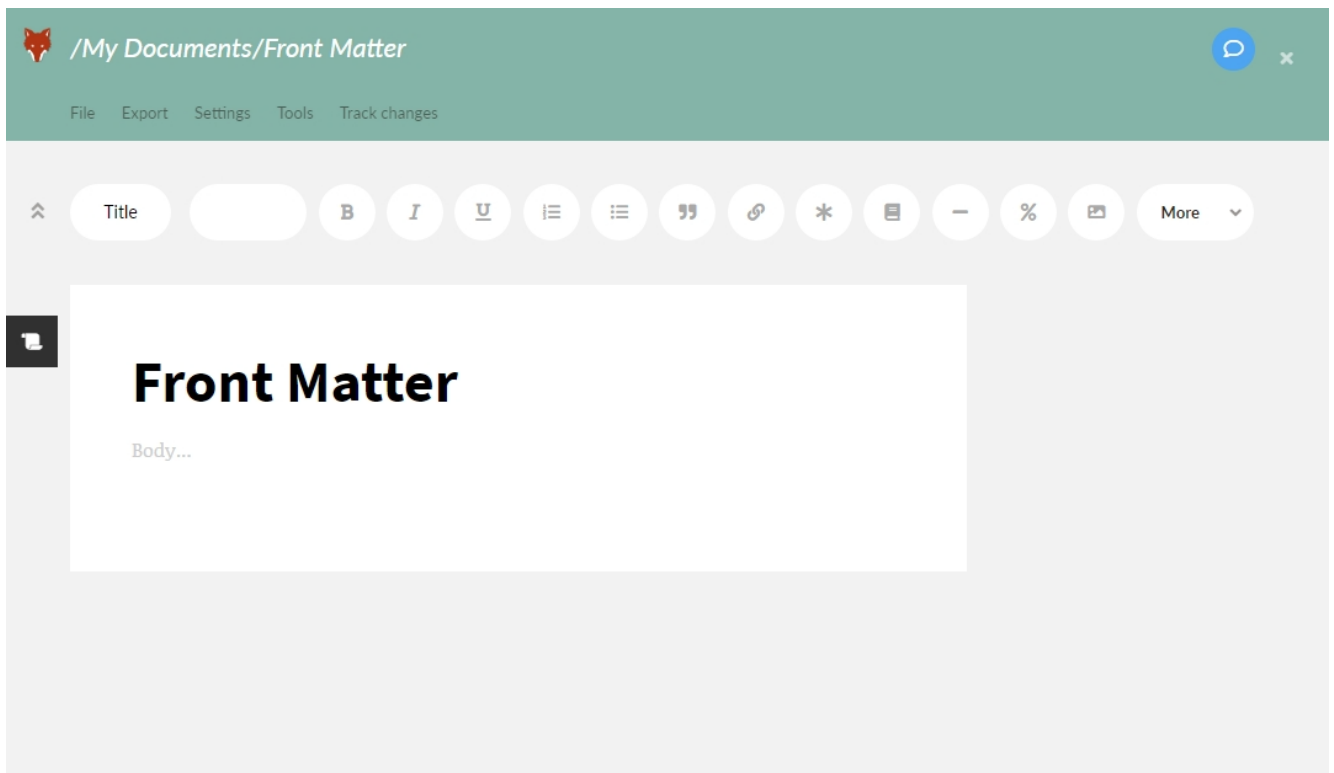 /My Documents/Front Matter
File Export Settings Tools Track changes
Title B I U % More
Front Matter
Body...